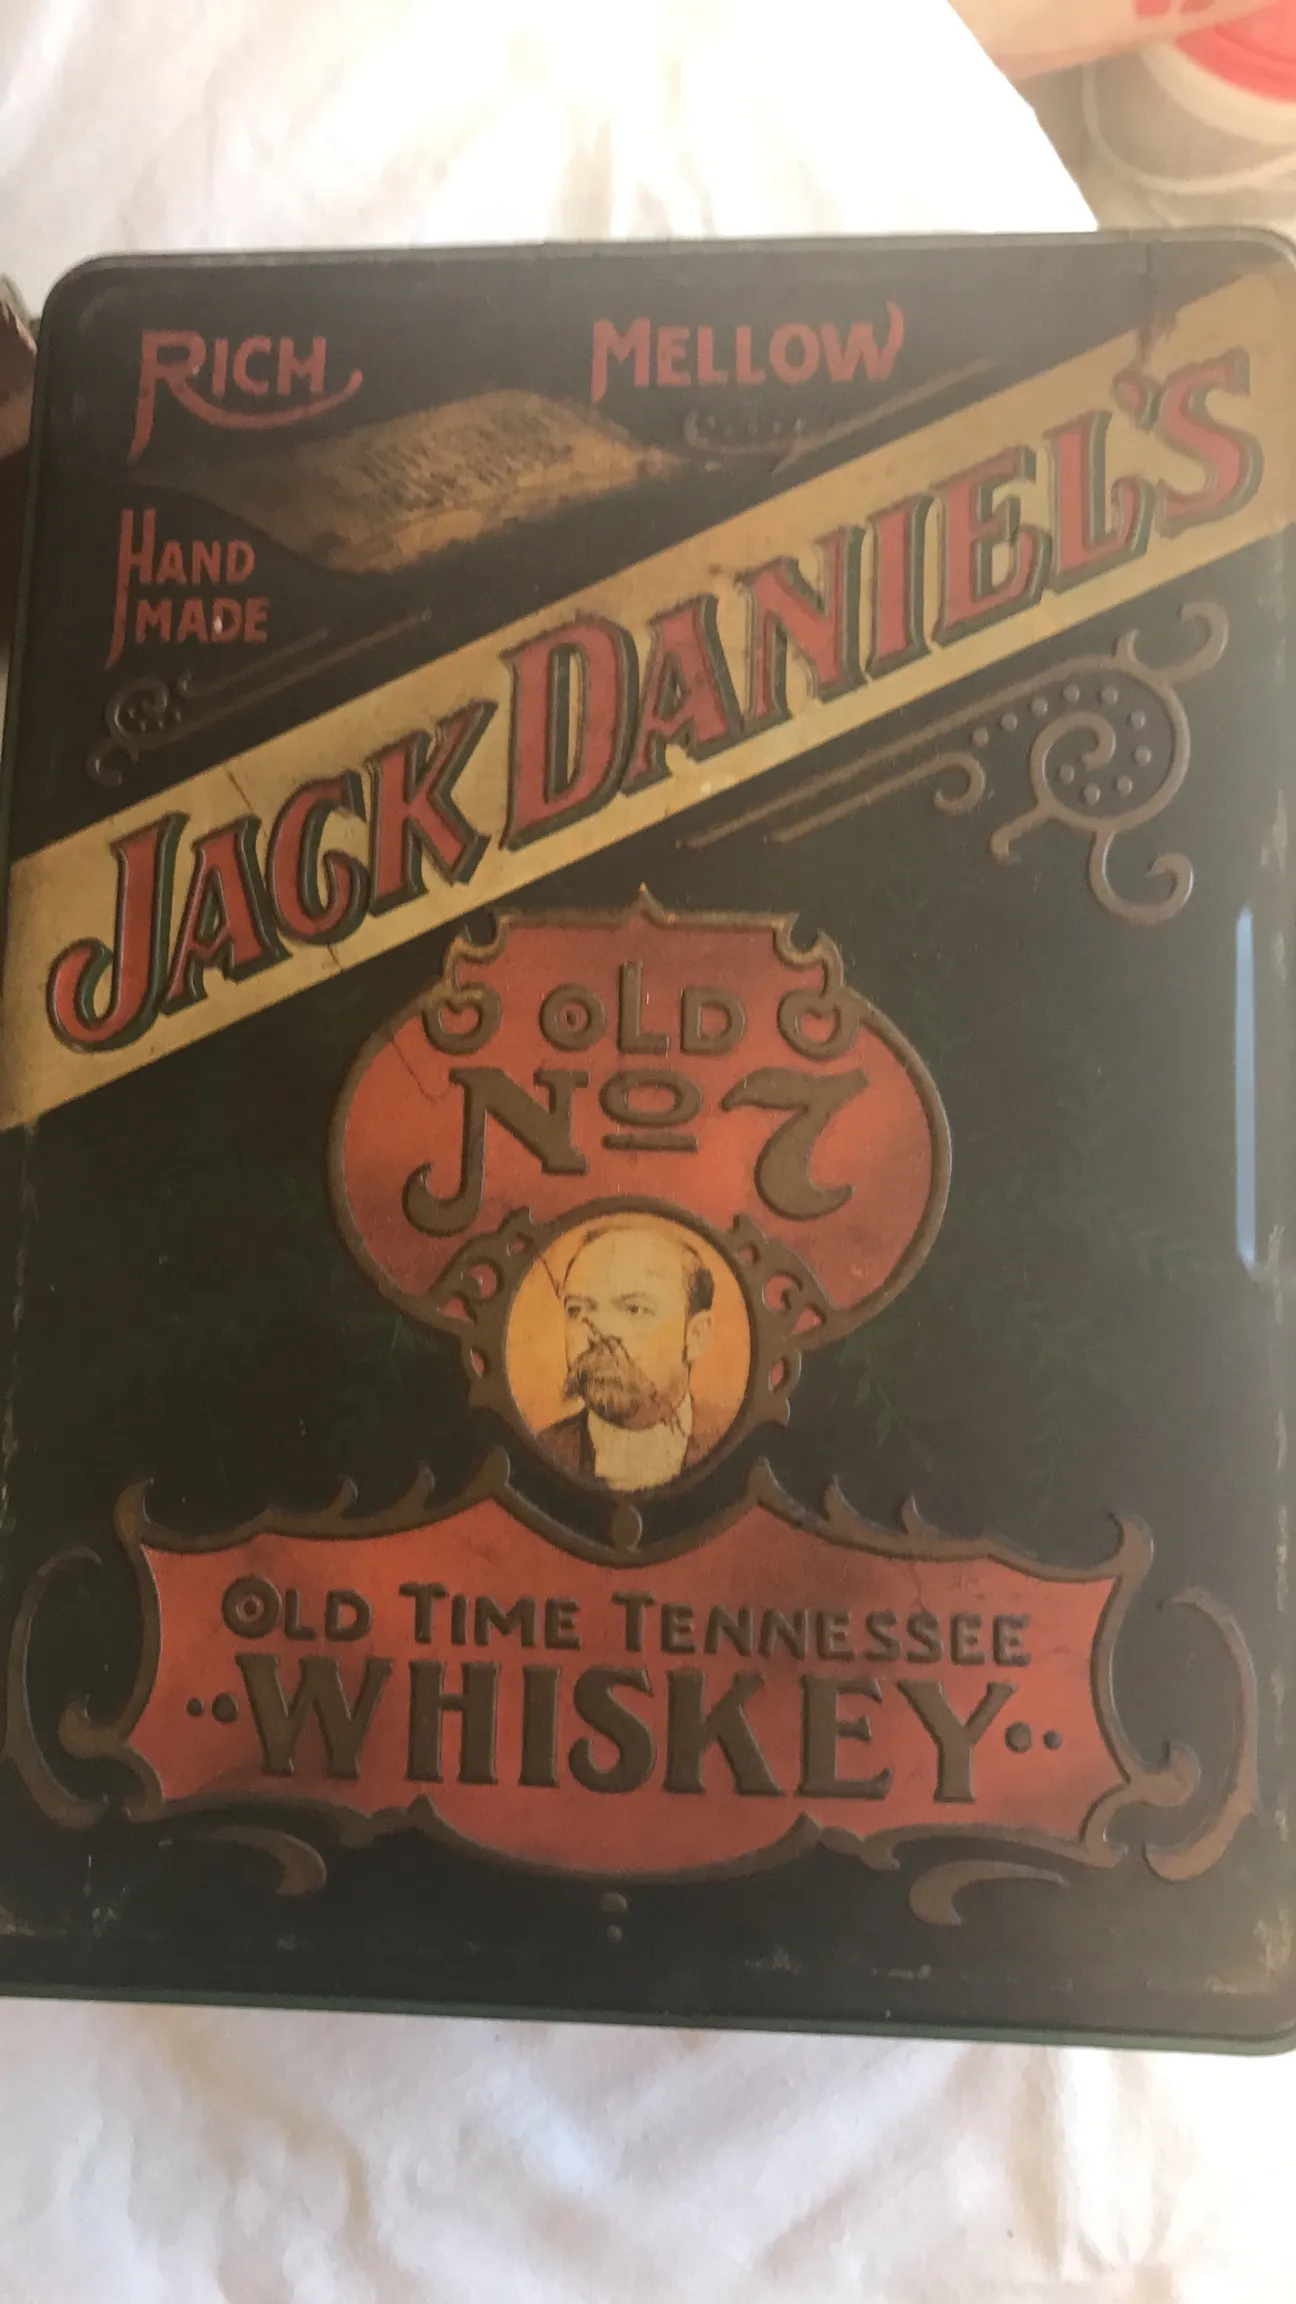 RICH
MELLOW
HAND
MADE
JACK DANIEL'S
OLD
No 7
OLD TIME TENNESSEE
WHISKEY